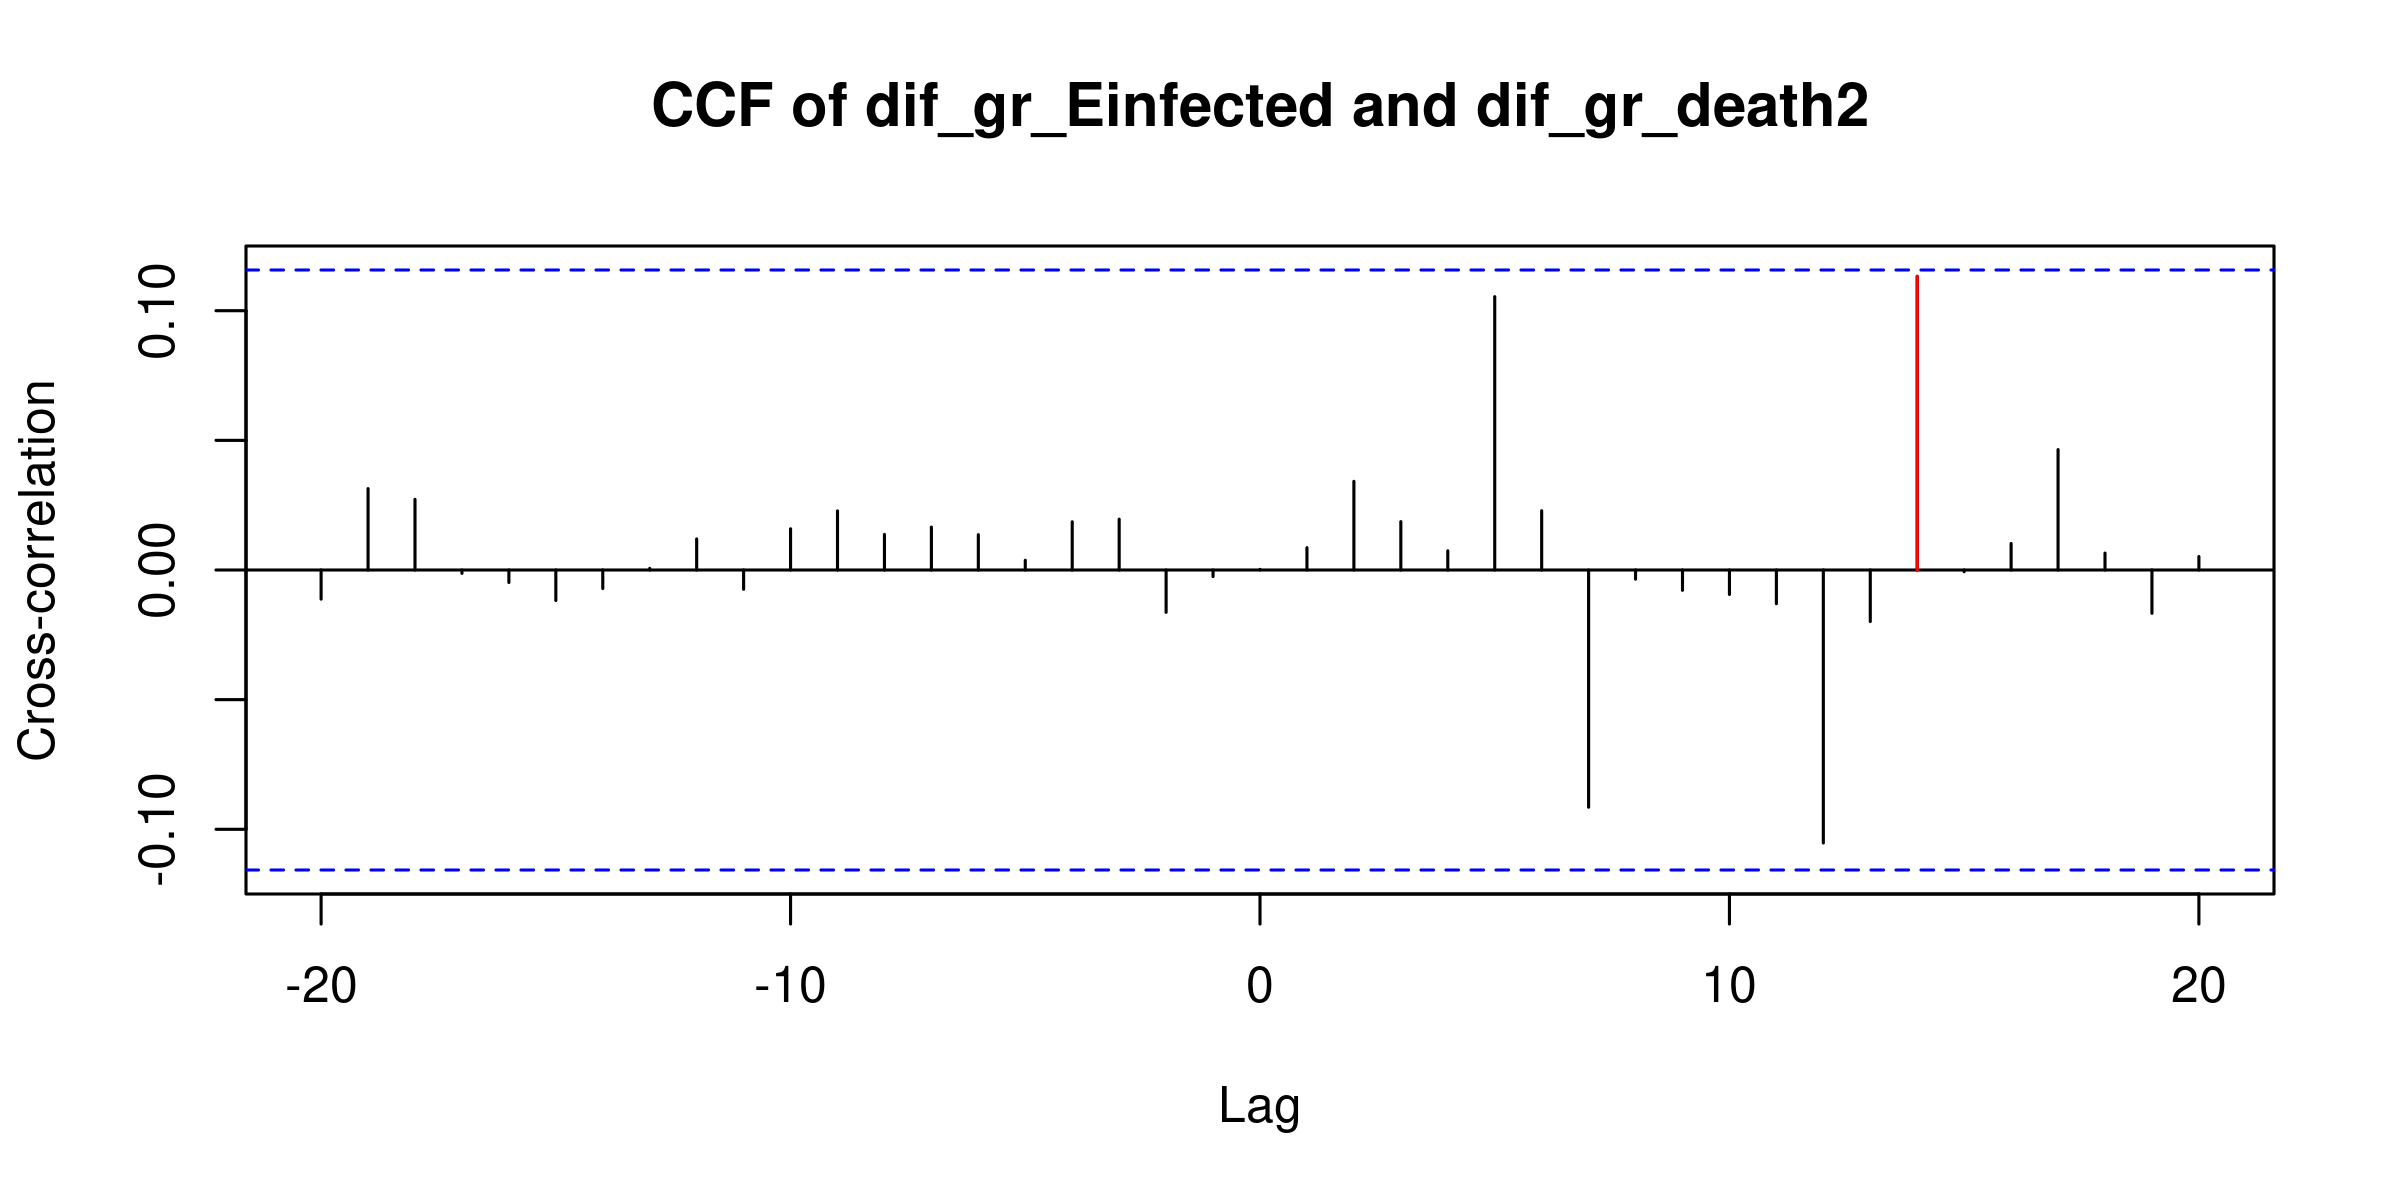 CCF of dif_gr_Einfected and dif_gr_death2
Cross-correlation
0.10
0.00
-0.10
-20 -10 0 10 20
Lag